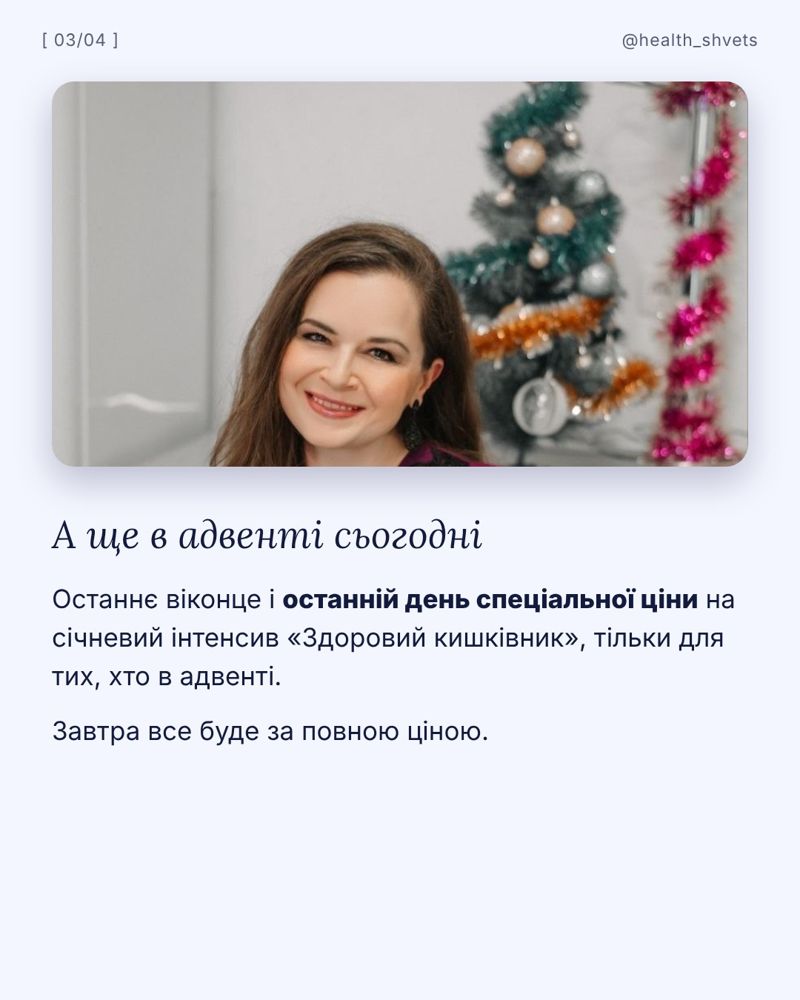 [ 03/04 ]
@health_shvets
А ще в адвенті сьогодні
Останнє віконце і останній день спеціальної ціни на
січневий інтенсив «Здоровий кишківник», тільки для
тих, хто в адвенті.
Завтра все буде за повною ціною.